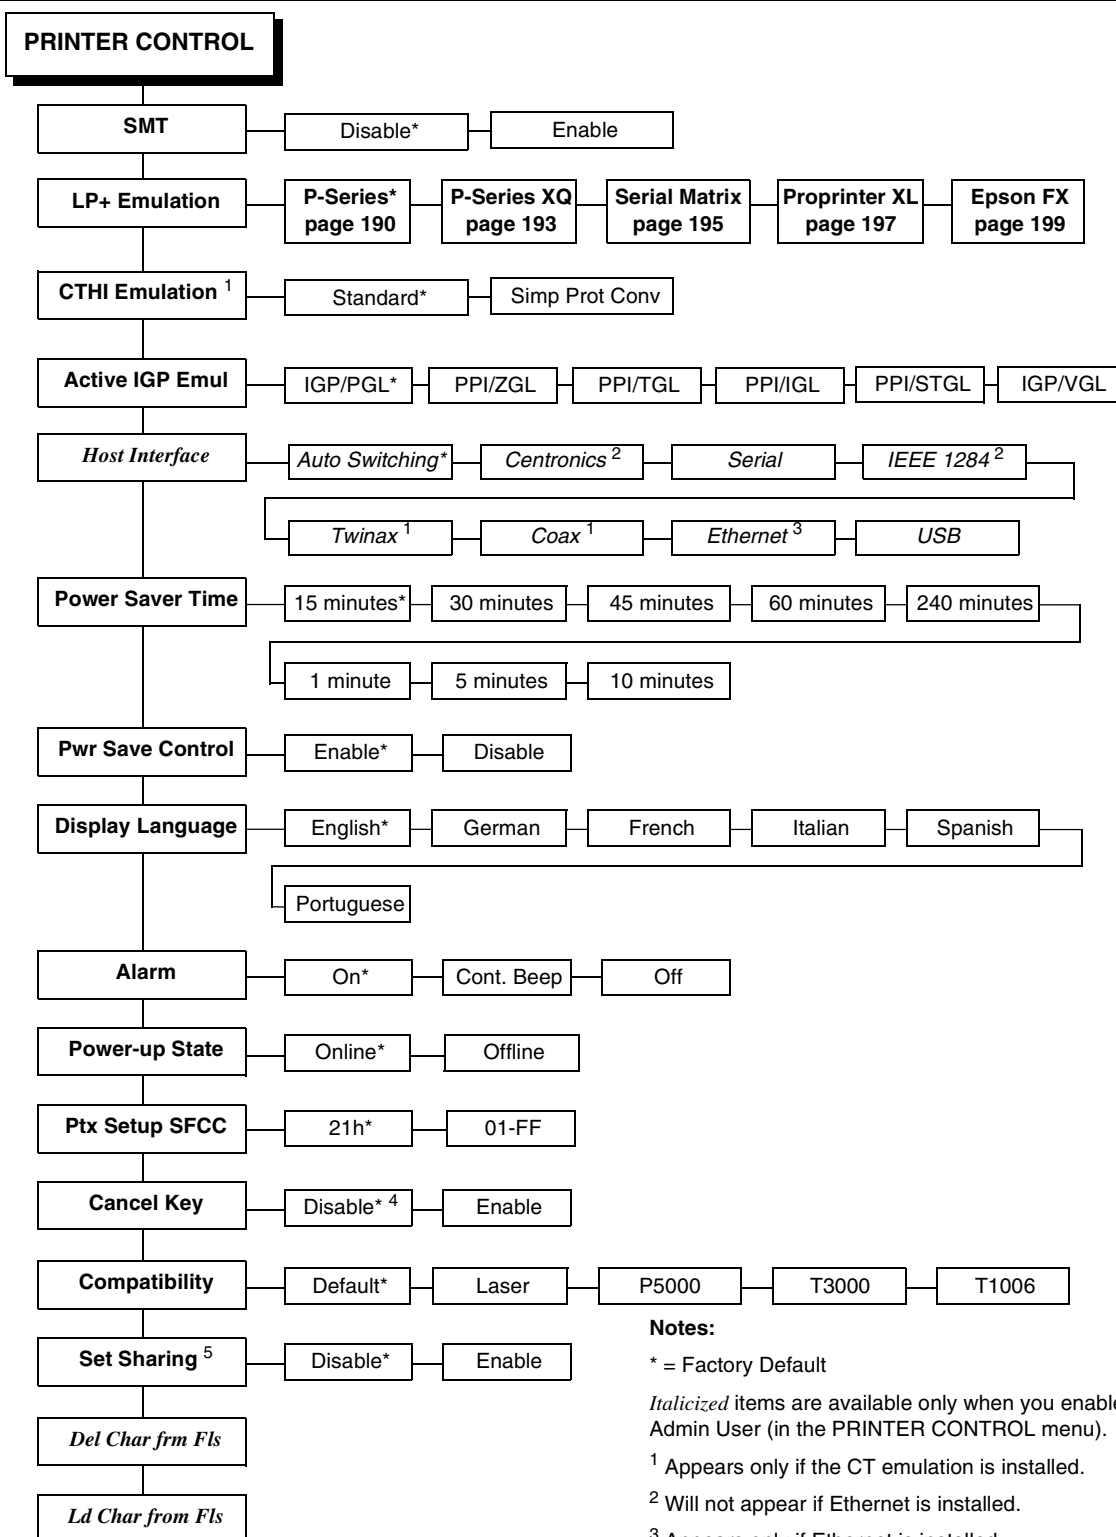 PRINTER CONTROL
SMT
Disable*
Enable
LP+ Emulation
P-Series*
page 190
P-Series XQ
page 193
Serial Matrix
page 195
Proprinter XL
page 197
Epson FX
page 199
CTHI Emulation 1
Standard*
Simp Prot Conv
Active IGP Emul
IGP/PGL*
PPI/ZGL
PPI/TGL
PPI/IGL
PPI/STGL
IGP/VGL
Host Interface
Auto Switching*
Centronics 2
Serial
IEEE 1284 2
Twinax 1
Coax 1
Ethernet 3
USB
Power Saver Time
15 minutes*
30 minutes
45 minutes
60 minutes
240 minutes
1 minute
5 minutes
10 minutes
Pwr Save Control
Enable*
Disable
Display Language
English*
German
French
Italian
Spanish
Portuguese
Alarm
On*
Cont. Beep
Off
Power-up State
Online*
Offline
Ptx Setup SFCC
21h*
01-FF
Cancel Key
Disable* 4
Enable
Compatibility
Default*
Laser
P5000
T3000
T1006
Set Sharing 5
Disable*
Enable
Del Char frm Fls
Ld Char from Fls
Notes:
* = Factory Default
Italicized items are available only when you enable
Admin User (in the PRINTER CONTROL menu).
1 Appears only if the CT emulation is installed.
2 Will not appear if Ethernet is installed.
3 Appears only if Ethernet is installed.